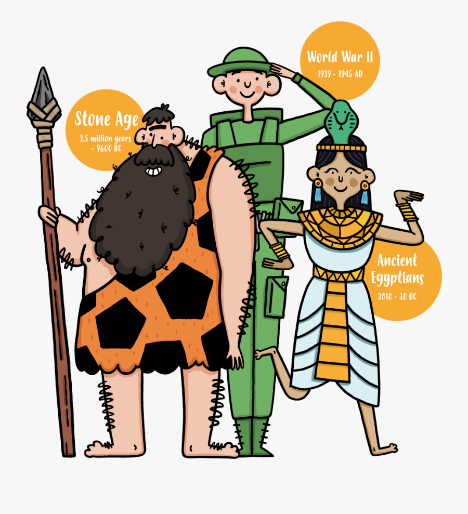 World War II
1939 - 1945 AD
Stone Age
2.5 million years
- 9600 BC
Ancient
Egyptians
3010 - 30 BC